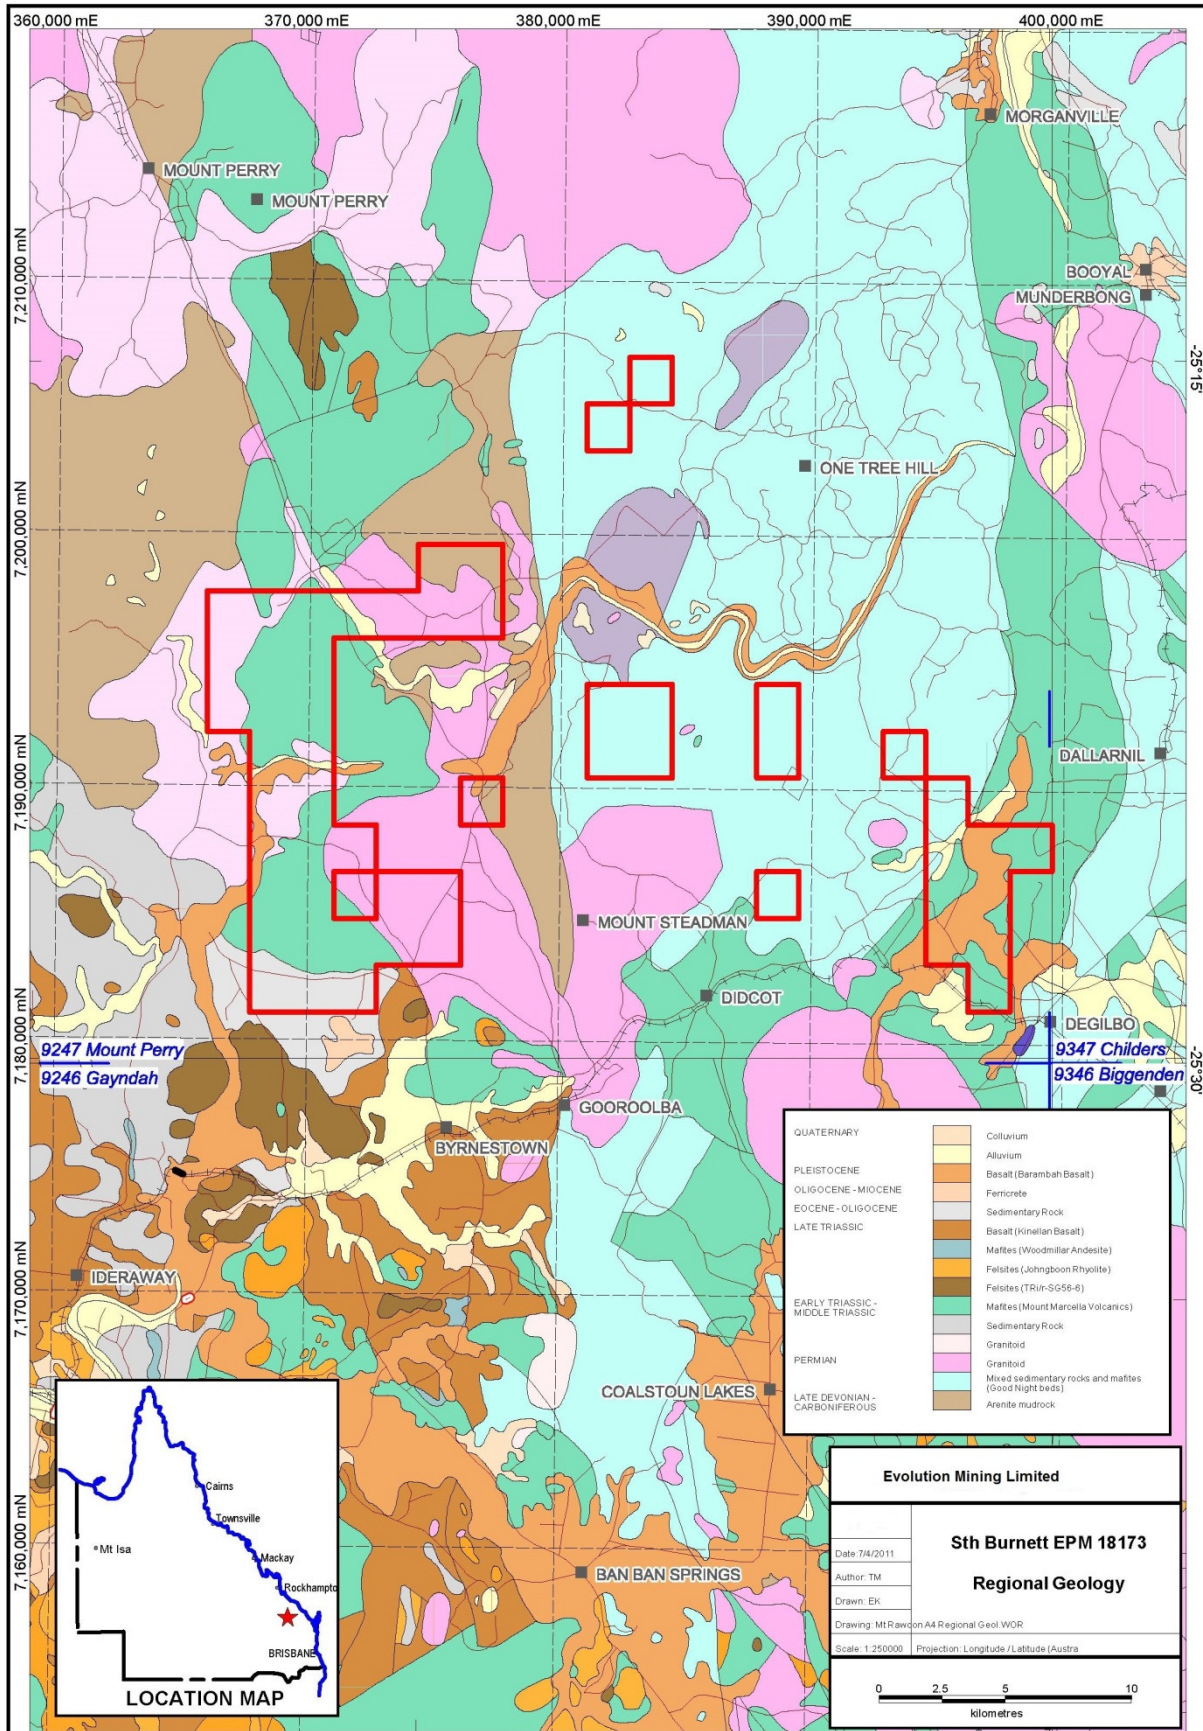 360,000 mE
370,000 mE
380,000 mE
390,000 mE
400,000 mE
MORGANVILLE
MOUNT PERRY
MOUNT PERRY
7,210,000 mN
BOOYAL
MUNDERBONG
-25°15'
ONE TREE HILL
7,200,000 mN
DALLARNIL
7,190,000 mN
MOUNT STEADMAN
DIDCOT
DEGILBO
7,180,000 mN
9247 Mount Perry
9246 Gayndah
9347 Childers
9346 Biggenden
-25°30'
GOOROOLBA
BYRNESTOWN
IDERAWAY
7,170,000 mN
COALSTOUN LAKES
7,160,000 mN
BAN BAN SPRINGS
QUATERNARY
Colluvium
Alluvium
PLEISTOCENE
Basalt (Barambah Basalt)
OLIGOCENE - MIOCENE
Ferricrete
EOCENE - OLIGOCENE
Sedimentary Rock
LATE TRIASSIC
Basalt (Kinellan Basalt)
Mafites (Woodmillar Andesite)
Felsites (Johngboon Rhyolite)
Felsites (TRi/r-SG56-6)
EARLY TRIASSIC -
MIDDLE TRIASSIC
Mafites (Mount Marcella Volcanics)
Sedimentary Rock
Granitoid
PERMIAN
Granitoid
Mixed sedimentary rocks and mafites
(Good Night beds)
LATE DEVONIAN -
CARBONIFEROUS
Arenite mudrock
Cairns
Townsville
Mt Isa
Mackay
Rockhampto
BRISBANE
LOCATION MAP
Evolution Mining Limited
Sth Burnett EPM 18173
Regional Geology
Date:7/4/2011
Author: TM
Drawn: EK
Drawing: Mt Rawdon A4 Regional Geol.WOR
Scale: 1:250000
Projection: Longitude / Latitude (Austra
0 2.5 5 10
kilometres